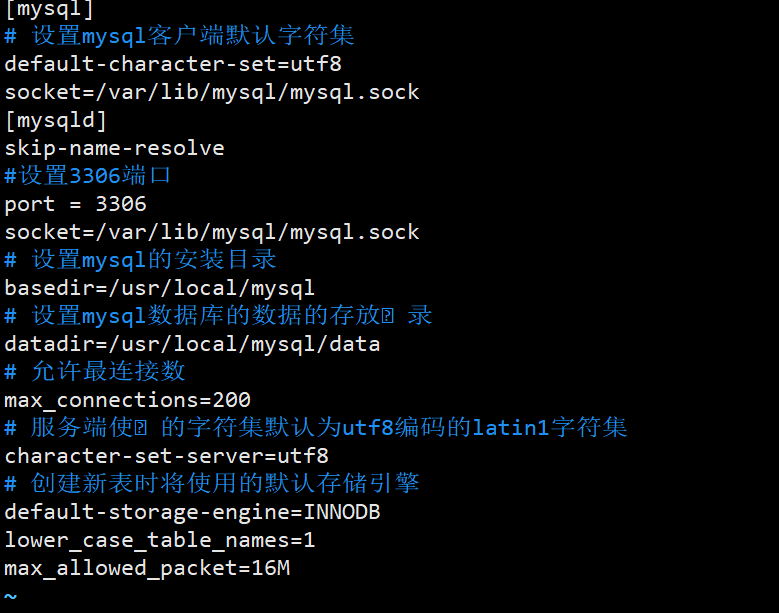 [mysql]
# 设置mysql客户端默认字符集
default-character-set=utf8
socket=/var/lib/mysql/mysql.sock
[mysqld]
skip-name-resolve
#设置3306端口
port = 3306
socket=/var/lib/mysql/mysql.sock
# 设置mysql的安装目录
basedir=/usr/local/mysql
# 设置mysql数据库的数据的存放 录
datadir=/usr/local/mysql/data
# 允许最连接数
max_connections=200
# 服务端使 的字符集默认为utf8编码的latin1字符集
character-set-server=utf8
# 创建新表时将使用的默认存储引擎
default-storage-engine=INNODB
lower_case_table_names=1
max_allowed_packet=16M
~